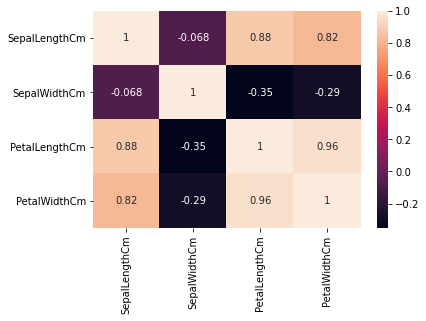 SepalLengthCm 1 -0.068 0.88 0.82
SepalWidthCm -0.068 1 -0.35 -0.29
PetalLengthCm 0.88 -0.35 1 0.96
PetalWidthCm 0.82 -0.29 0.96 1
SepalLengthCm
SepalWidthCm
PetalLengthCm
PetalWidthCm
1.0
0.8
0.6
0.4
0.2
0.0
−0.2